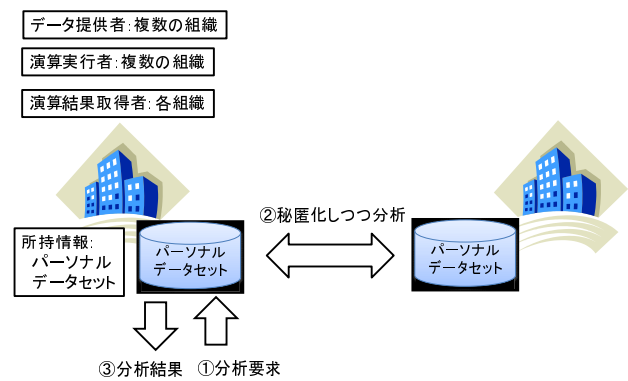 データ提供者：複数の組織
演算実行者：複数の組織
演算結果取得者：各組織
②秘匿化しつつ分析
所持情報：
パーソナル
データセット
パーソナル
データセット
パーソナル
データセット
③分析結果
①分析要求